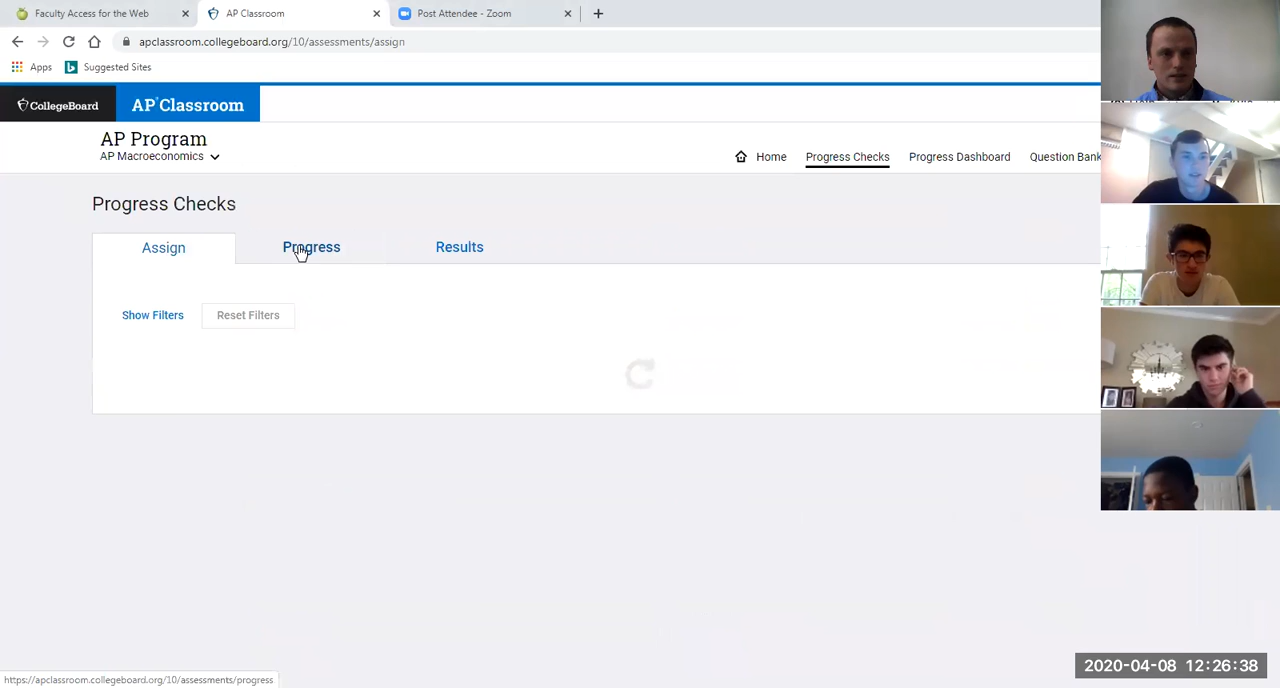 Faculty Access for the Web
AP Classroom
Post Attendee - Zoom
apclassroom.collegeboard.org/10/assessments/assign
Apps
Suggested Sites
CollegeBoard
AP Classroom
AP Program
AP Macroeconomics
Home
Progress Checks
Progress Dashboard
Question Bank
Progress Checks
Assign
Progress
Results
Show Filters
Reset Filters
2020-04-08 12:26:38
https://apclassroom.collegeboard.org/10/assessments/progress